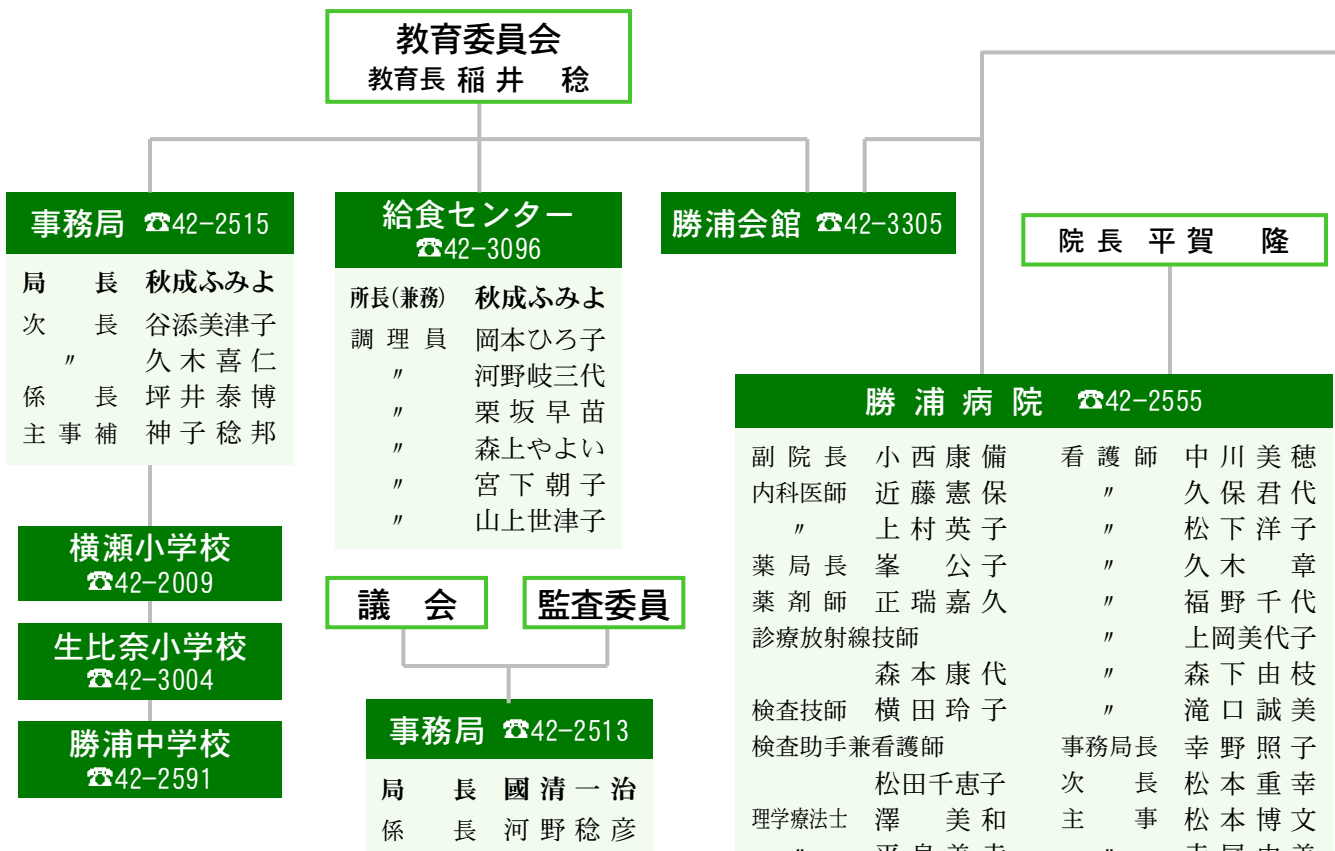 教育委員会
教育長 稲井 稔
事務局 ☎42-2515
局長 秋成ふみよ
次長 谷添美津子
〃 久木喜仁
係長 坪井泰博
主事補 神子稔邦
横瀬小学校
☎42-2009
生比奈小学校
☎42-3004
勝浦中学校
☎42-2591
給食センター
☎42-3096
所長(兼務) 秋成ふみよ
調理員 岡本ひろ子
〃 河野岐三代
〃 栗坂早苗
〃 森上やよい
〃 宮下朝子
〃 山上世津子
議会
監査委員
事務局 ☎42-2513
局長 國清一治
係長 河野稔彦
勝浦会館 ☎42-3305
院長 平賀 隆
勝浦病院 ☎42-2555
副院長 小西康備
内科医師 近藤憲保
〃 上村英子
薬局長 峯 公子
薬剤師 正瑞嘉久
診療放射線技師
森本康代
検査技師 横田玲子
検査助手兼看護師
松田千恵子
理学療法士 澤 美和
看護師 中川美穂
〃 久保君代
〃 松下洋子
〃 久木 章
〃 福野千代
〃 上岡美代子
〃 森下由枝
〃 滝口誠美
事務局長 幸野照子
次長 松本重幸
主事 松本博文